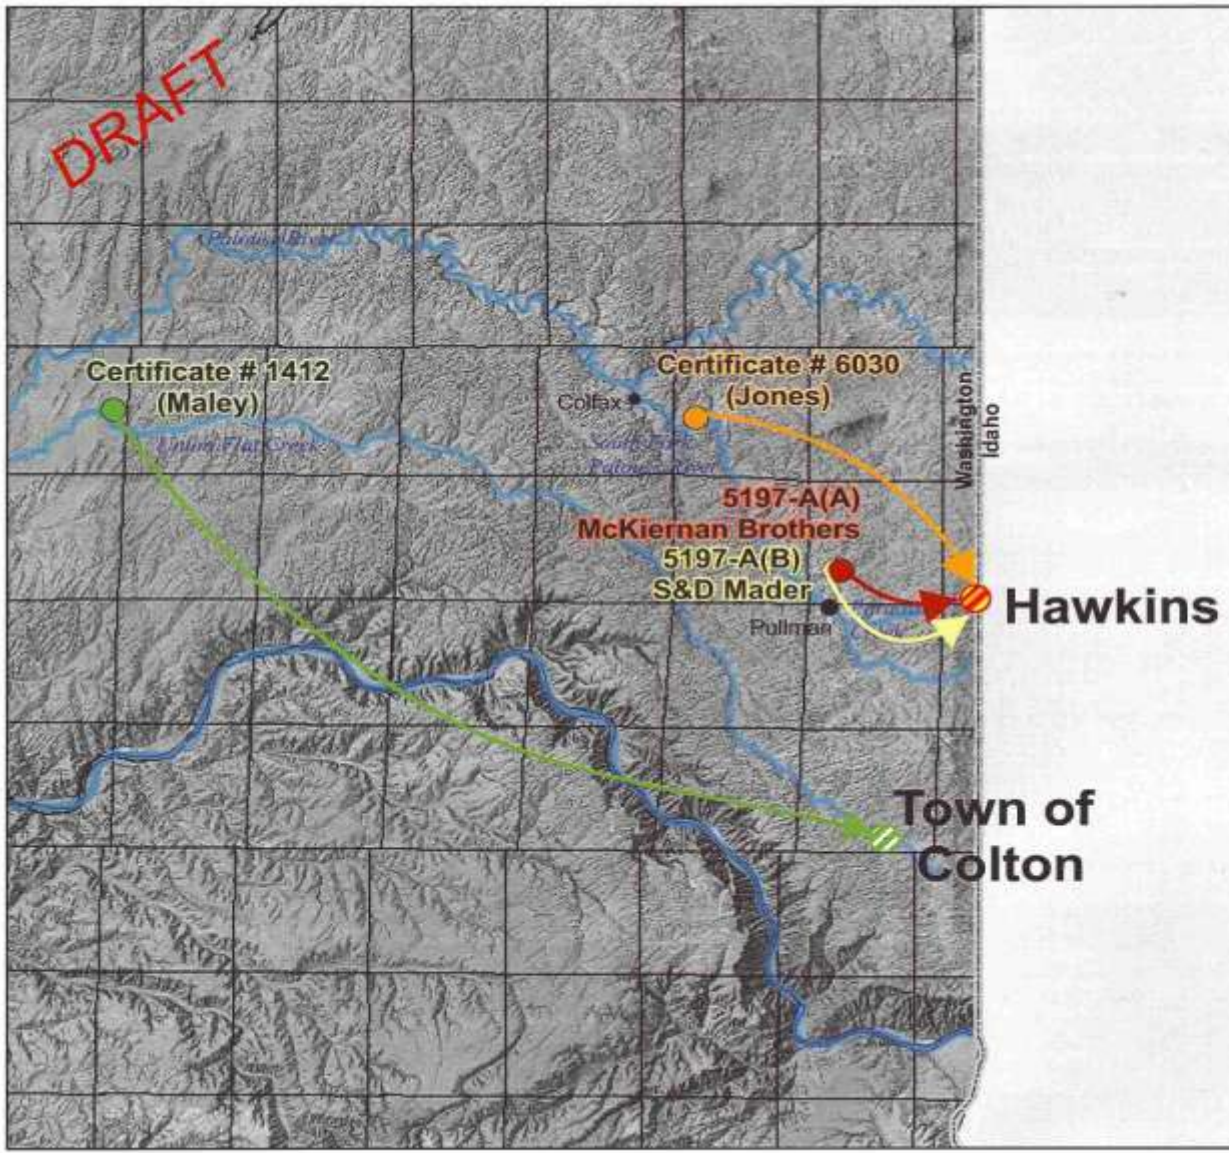 DRAFT
Palouse River
Certificate # 1412
(Maley)
Certificate # 6030
(Jones)
Colfax
Union Flat Creek
South Fork
Palouse River
Washington
Idaho
5197-A(A)
McKiernan Brothers
5197-A(B)
S&D Mader
Pullman
Creek
Hawkins
Town of
Colton